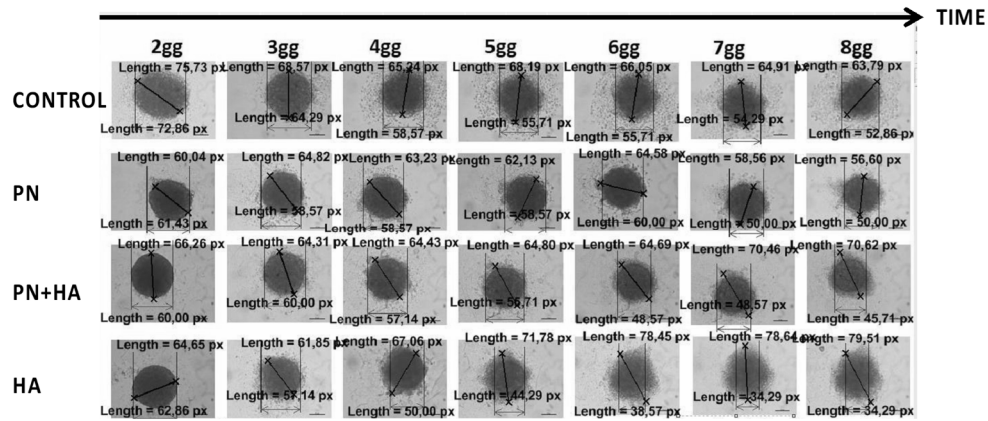 TIME
2gg 3gg 4gg 5gg 6gg 7gg 8gg
CONTROL
Length = 75,73 px Length = 68,57 px Length = 65,24 px Length = 68,19 px Length = 66,05 px Length = 64,91 px Length = 63,79 px
Length = 72,86 px Length = 64,29 px Length = 58,57 px Length = 55,71 px Length = 55,71 px Length = 54,29 px Length = 52,86 px
PN
Length = 60,04 px Length = 64,82 px Length = 63,23 px Length = 62,13 px Length = 64,58 px Length = 58,56 px Length = 56,60 px
Length = 61,43 px Length = 58,57 px Length = 58,57 px Length = 58,57 px Length = 60,00 px Length = 50,00 px Length = 50,00 px
PN+HA
Length = 66,26 px Length = 64,31 px Length = 64,43 px Length = 64,80 px Length = 64,69 px Length = 70,46 px Length = 70,62 px
Length = 60,00 px Length = 60,00 px Length = 57,14 px Length = 55,71 px Length = 48,57 px Length = 48,57 px Length = 45,71 px
HA
Length = 64,65 px Length = 61,85 px Length = 67,06 px Length = 71,78 px Length = 78,45 px Length = 78,64 px Length = 79,51 px
Length = 62,86 px Length = 57,14 px Length = 50,00 px Length = 44,29 px Length = 38,57 px Length = 34,29 px Length = 34,29 px